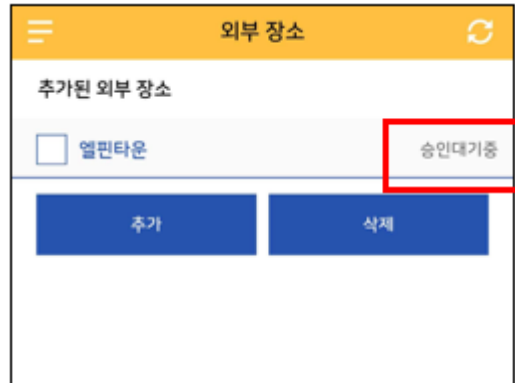 외부 장소
추가된 외부 장소
엘핀타운 승인대기중
추가 삭제